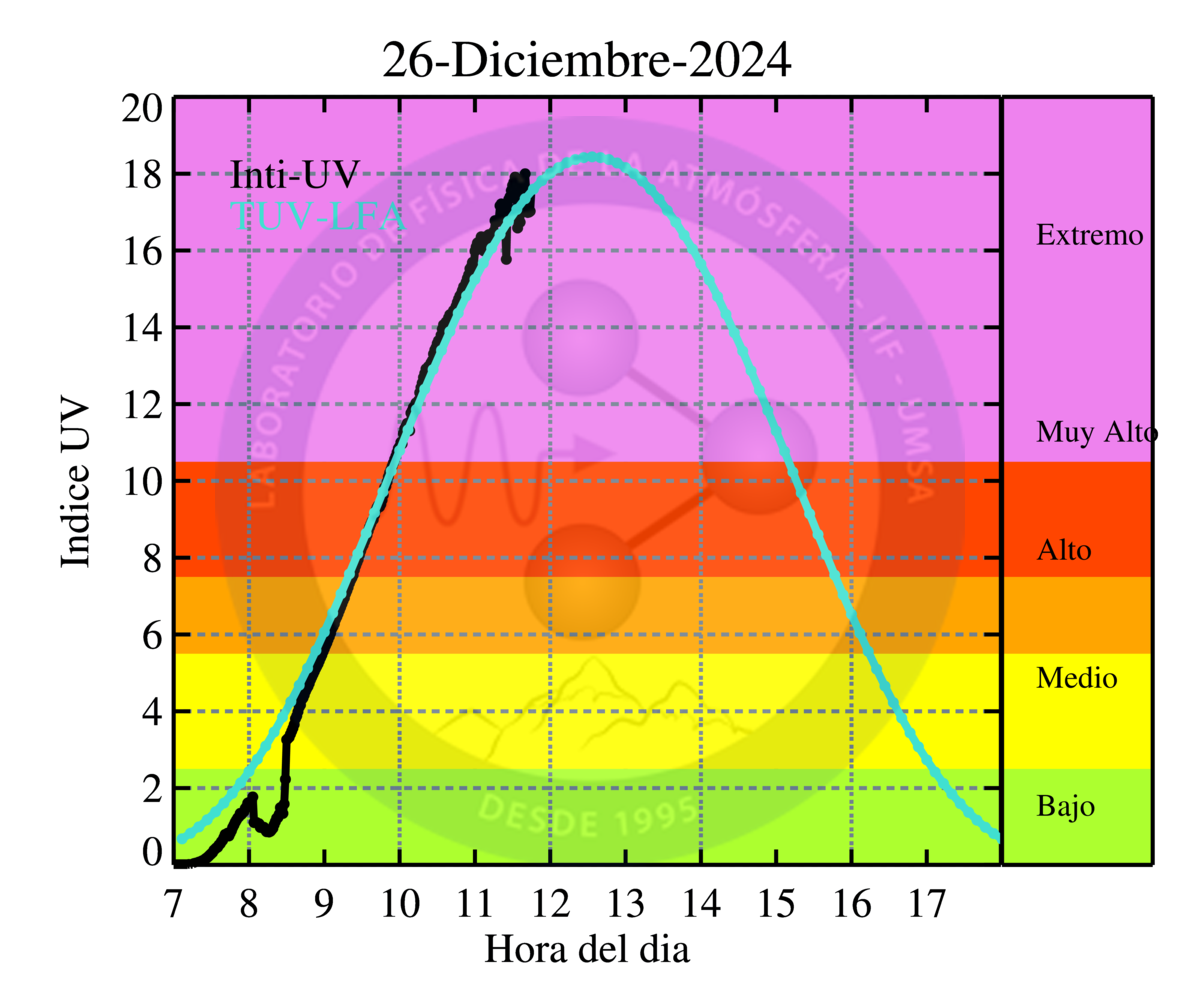 26-Diciembre-2024
20
18
16
14
12
10
8
6
4
2
0
Indice UV
Inti-UV
TUV-LFA
LABORATORIO DE FÍSICA DE LA ATMÓSFERA - IIF - UMSA
DESDE 1995
Extremo
Muy Alto
Alto
Medio
Bajo
7 8 9 10 11 12 13 14 15 16 17
Hora del dia